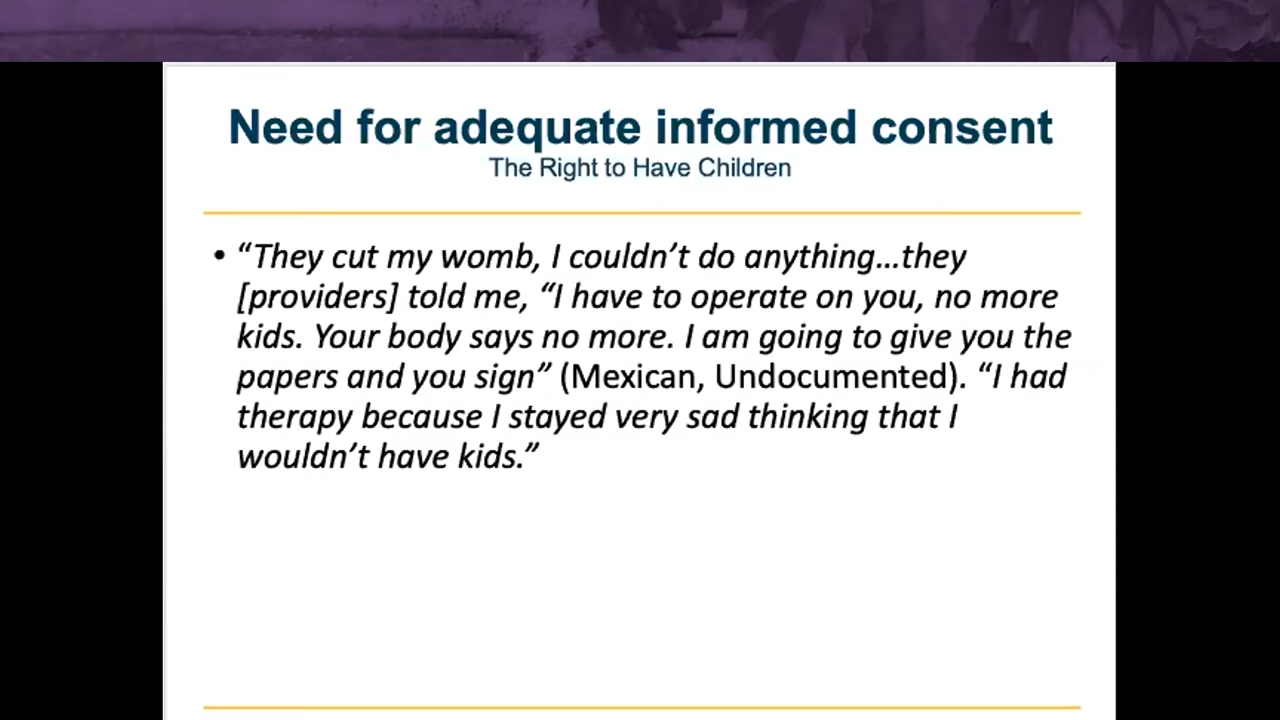 Need for adequate informed consent
The Right to Have Children
• “They cut my womb, I couldn’t do anything…they
[providers] told me, “I have to operate on you, no more
kids. Your body says no more. I am going to give you the
papers and you sign” (Mexican, Undocumented). “I had
therapy because I stayed very sad thinking that I
wouldn’t have kids.”